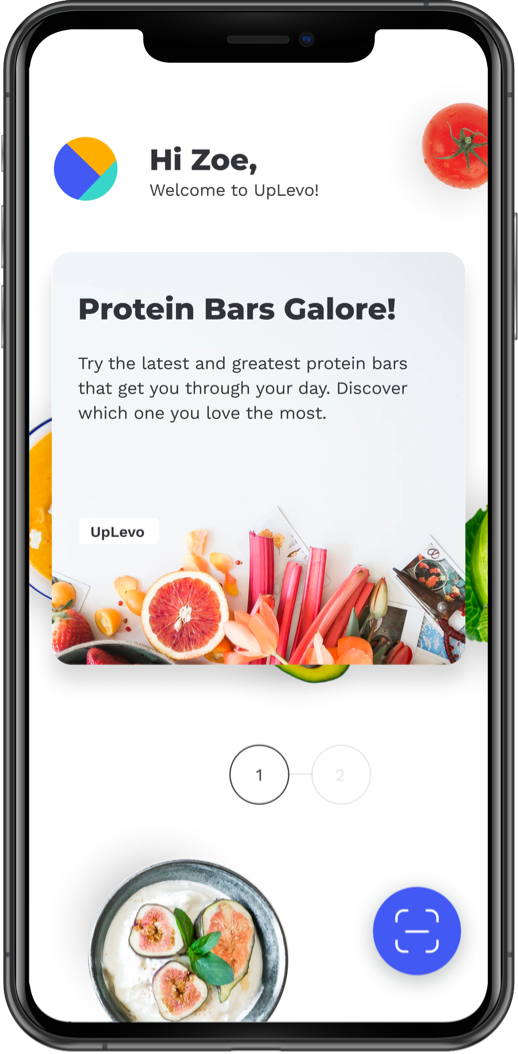 Hi Zoe,
Welcome to UpLevo!
Protein Bars Galore!
Try the latest and greatest protein bars
that get you through your day. Discover
which one you love the most.
UpLevo
1
2